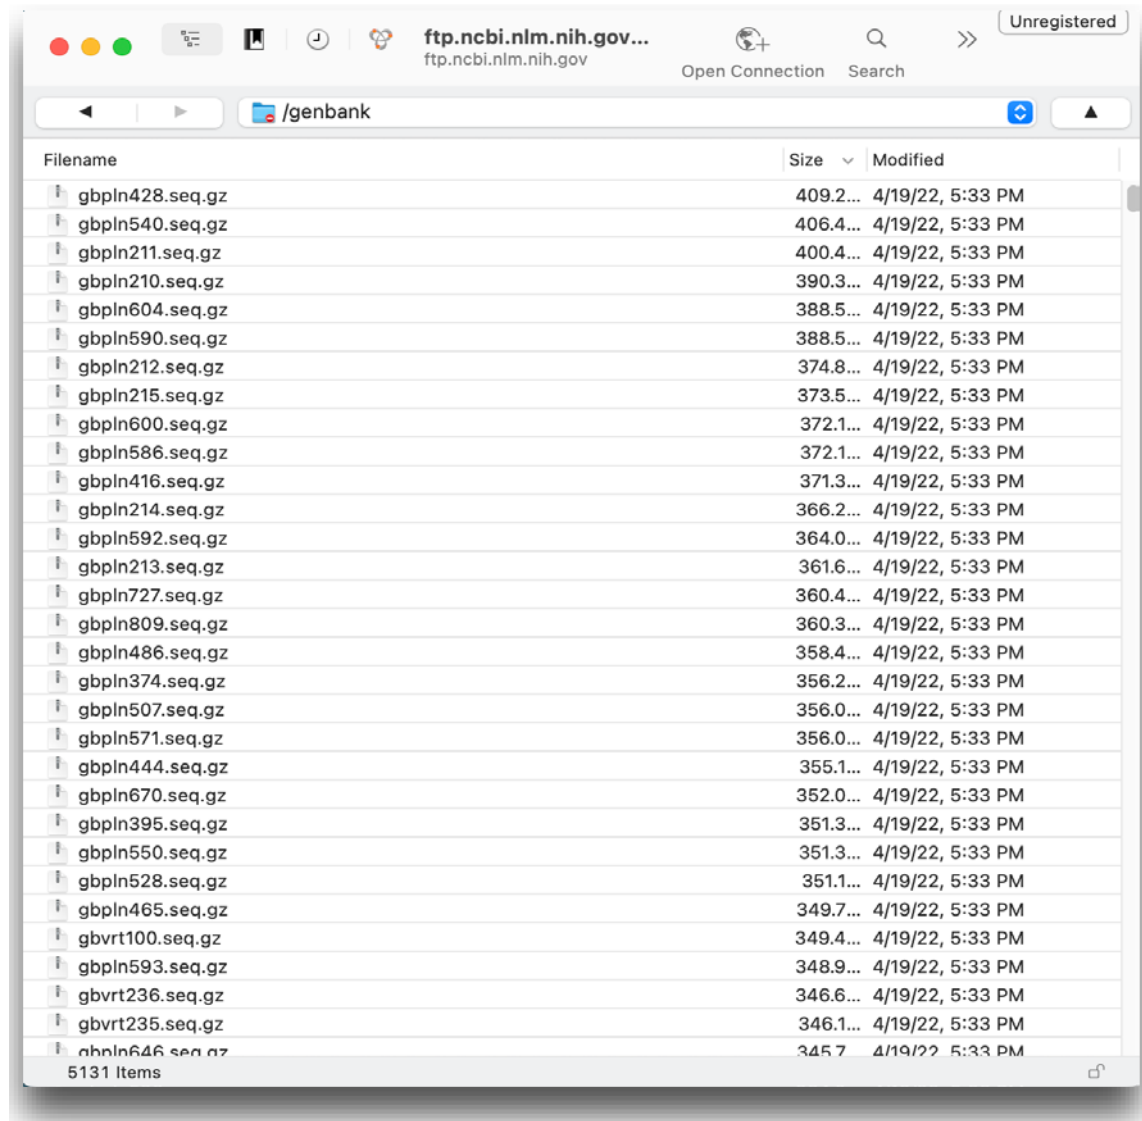 Unregistered
ftp.ncbi.nlm.nih.gov...
ftp.ncbi.nlm.nih.gov
Open Connection Search
/genbank
Filename Size Modified
gbpln428.seq.gz 409.2... 4/19/22, 5:33 PM
gbpln540.seq.gz 406.4... 4/19/22, 5:33 PM
gbpln211.seq.gz 400.4... 4/19/22, 5:33 PM
gbpln210.seq.gz 390.3... 4/19/22, 5:33 PM
gbpln604.seq.gz 388.5... 4/19/22, 5:33 PM
gbpln590.seq.gz 388.5... 4/19/22, 5:33 PM
gbpln212.seq.gz 374.8... 4/19/22, 5:33 PM
gbpln215.seq.gz 373.5... 4/19/22, 5:33 PM
gbpln600.seq.gz 372.1... 4/19/22, 5:33 PM
gbpln586.seq.gz 372.1... 4/19/22, 5:33 PM
gbpln416.seq.gz 371.3... 4/19/22, 5:33 PM
gbpln214.seq.gz 366.2... 4/19/22, 5:33 PM
gbpln592.seq.gz 364.0... 4/19/22, 5:33 PM
gbpln213.seq.gz 361.6... 4/19/22, 5:33 PM
gbpln727.seq.gz 360.4... 4/19/22, 5:33 PM
gbpln809.seq.gz 360.3... 4/19/22, 5:33 PM
gbpln486.seq.gz 358.4... 4/19/22, 5:33 PM
gbpln374.seq.gz 356.2... 4/19/22, 5:33 PM
gbpln507.seq.gz 356.0... 4/19/22, 5:33 PM
gbpln571.seq.gz 356.0... 4/19/22, 5:33 PM
gbpln444.seq.gz 355.1... 4/19/22, 5:33 PM
gbpln670.seq.gz 352.0... 4/19/22, 5:33 PM
gbpln395.seq.gz 351.3... 4/19/22, 5:33 PM
gbpln550.seq.gz 351.3... 4/19/22, 5:33 PM
gbpln528.seq.gz 351.1... 4/19/22, 5:33 PM
gbpln465.seq.gz 349.7... 4/19/22, 5:33 PM
gbvrt100.seq.gz 349.4... 4/19/22, 5:33 PM
gbpln593.seq.gz 348.9... 4/19/22, 5:33 PM
gbvrt236.seq.gz 346.6... 4/19/22, 5:33 PM
gbvrt235.seq.gz 346.1... 4/19/22, 5:33 PM
gbpln646.seq.gz 345.7... 4/19/22, 5:33 PM
5131 Items